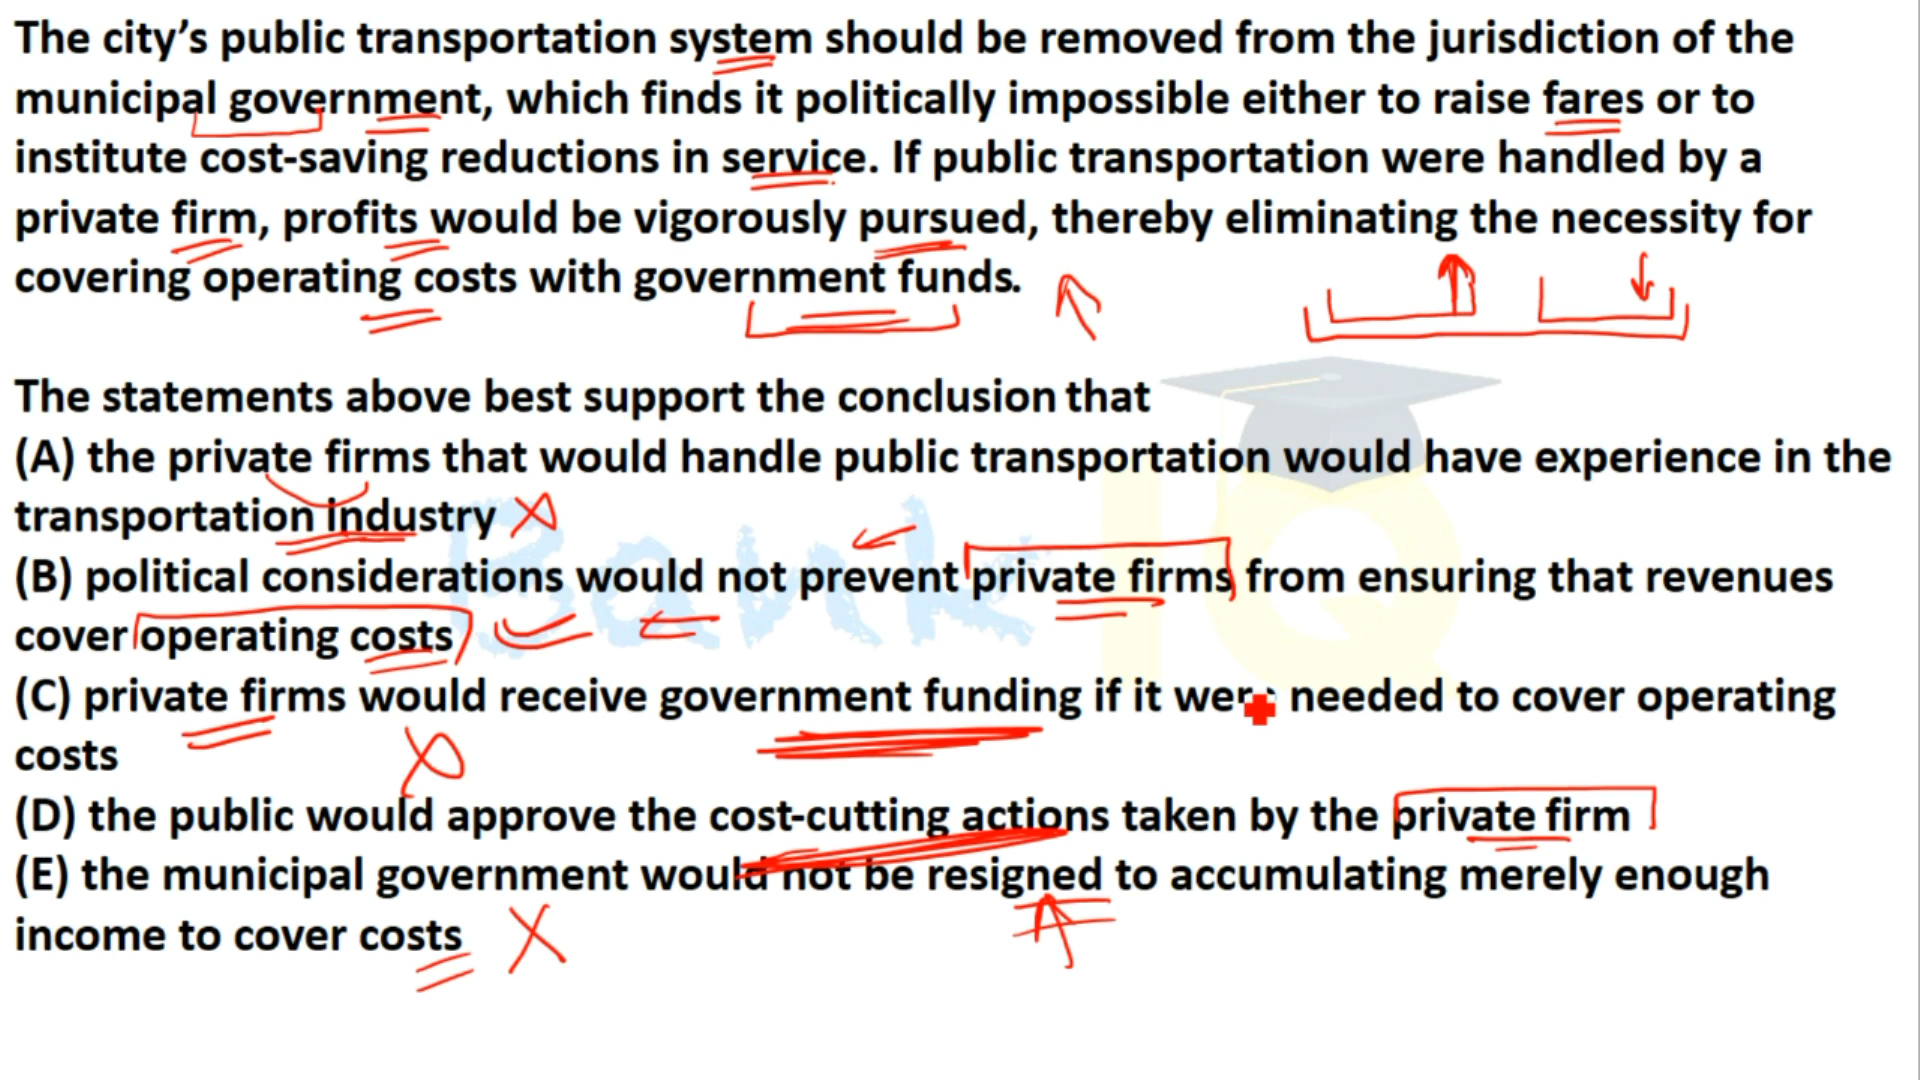 The city’s public transportation system should be removed from the jurisdiction of the
municipal government, which finds it politically impossible either to raise fares or to
institute cost-saving reductions in service. If public transportation were handled by a
private firm, profits would be vigorously pursued, thereby eliminating the necessity for
covering operating costs with government funds.
The statements above best support the conclusion that
(A) the private firms that would handle public transportation would have experience in the
transportation industry
(B) political considerations would not prevent private firms from ensuring that revenues
cover operating costs
(C) private firms would receive government funding if it were needed to cover operating
costs
(D) the public would approve the cost-cutting actions taken by the private firm
(E) the municipal government would not be resigned to accumulating merely enough
income to cover costs
Bank IQ